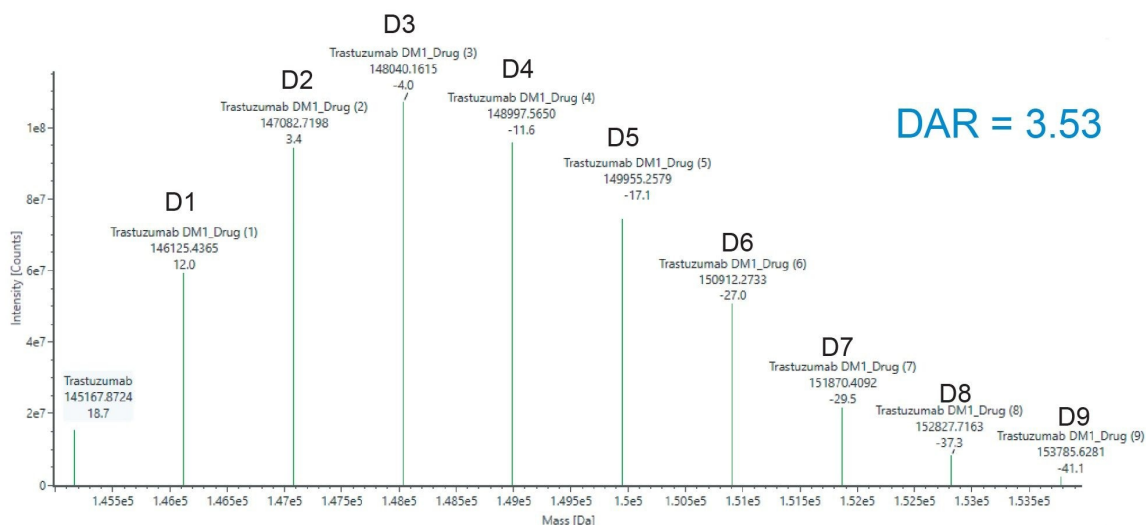 D3
Trastuzumab DM1_Drug (3)
148040.1615
-4.0
D2
Trastuzumab DM1_Drug (2)
147082.7198
3.4
D4
Trastuzumab DM1_Drug (4)
148997.5650
-11.6
DAR = 3.53
D5
Trastuzumab DM1_Drug (5)
149955.2579
-17.1
D1
Trastuzumab DM1_Drug (1)
146125.4365
12.0
D6
Trastuzumab DM1_Drug (6)
150912.2733
-27.0
D7
Trastuzumab DM1_Drug (7)
151870.4092
-29.5
Trastuzumab
145167.8724
18.7
D8
Trastuzumab DM1_Drug (8)
152827.7163
-37.3
D9
Trastuzumab DM1_Drug (9)
153785.6281
-41.1
Intensity [Counts]
1e8
8e7
6e7
4e7
2e7
0
1.455e5 1.46e5 1.465e5 1.47e5 1.475e5 1.48e5 1.485e5 1.49e5 1.495e5 1.5e5 1.505e5 1.51e5 1.515e5 1.52e5 1.525e5 1.53e5 1.535e5
Mass [Da]